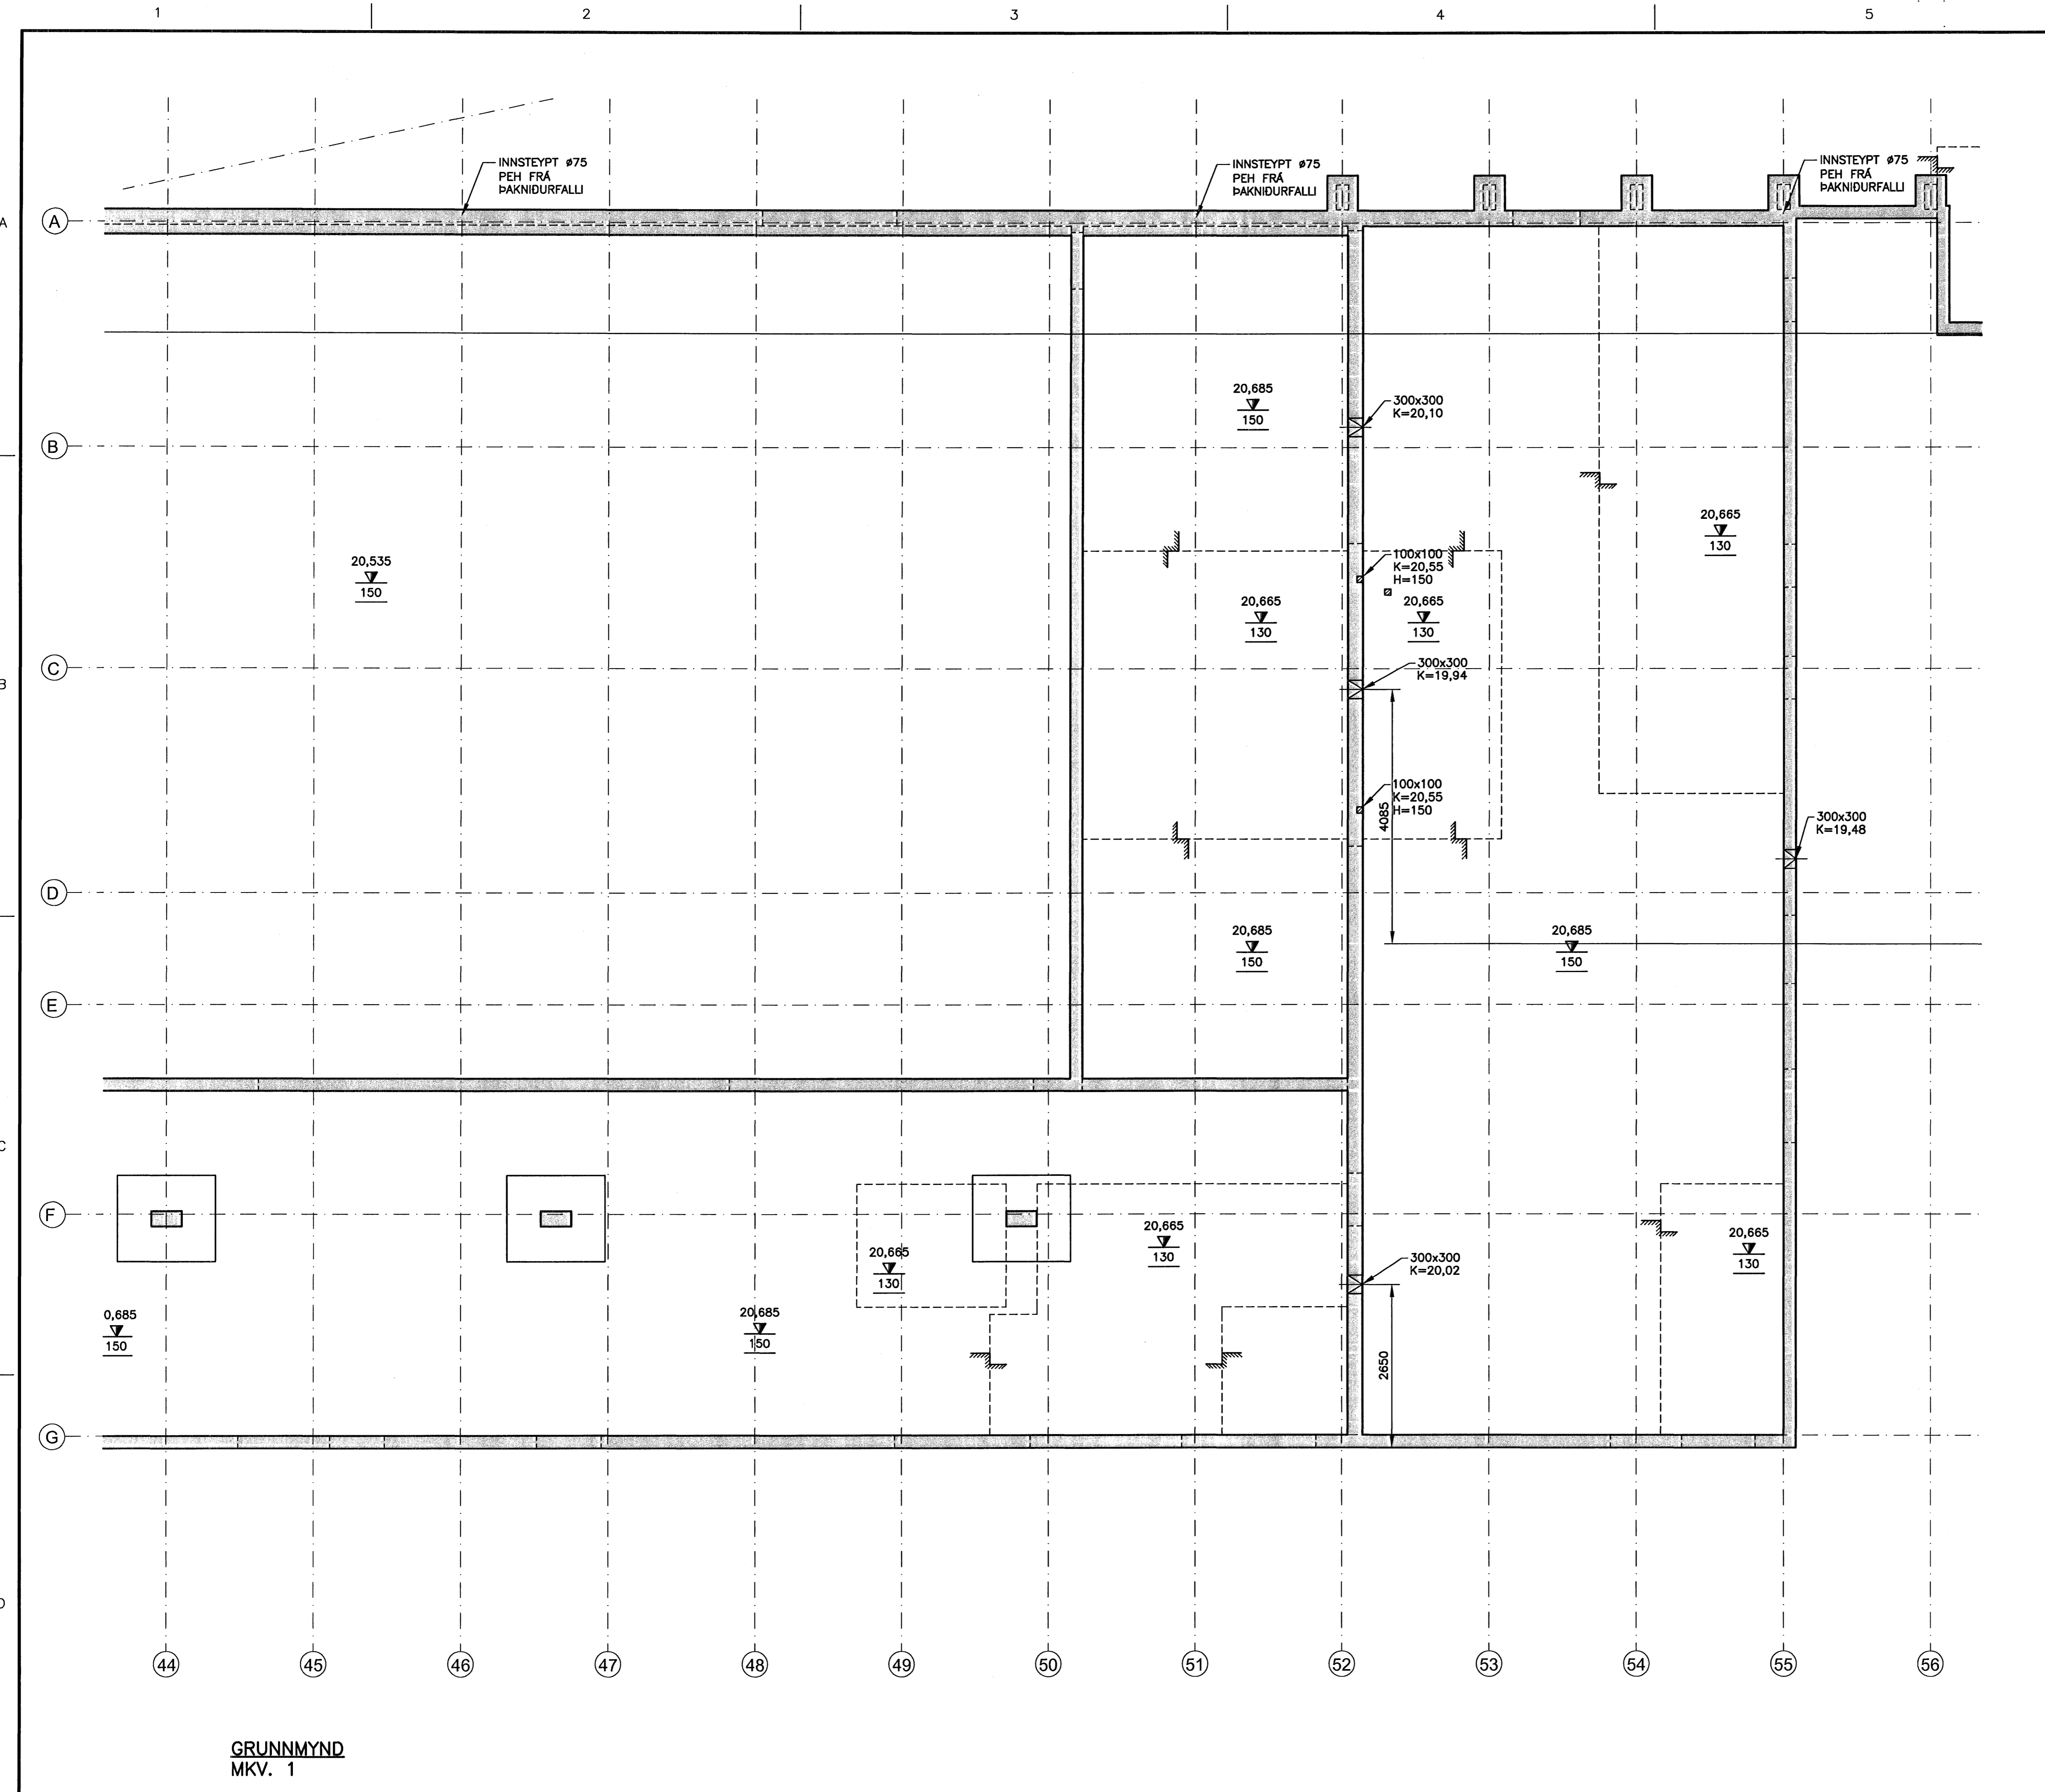 1
2
3
4
5
INNSTEYPT ø75
PEH FRÁ
ÞAKNIÐURFALLI
INNSTEYPT ø75
PEH FRÁ
ÞAKNIÐURFALLI
INNSTEYPT ø75
PEH FRÁ
ÞAKNIÐURFALLI
A
A
20,685
150
300x300
K=20,10
B
20,665
130
20,535
150
100x100
K=20,55
H=150
20,665
130
20,665
130
C
300x300
K=19,94
B
100x100
K=20,55
H=150
4085
300x300
K=19,48
D
20,685
150
20,685
150
E
C
F
20,665
130
20,665
130
20,665
130
300x300
K=20,02
0,685
150
20,685
150
2650
G
D
44
45
46
47
48
49
50
51
52
53
54
55
56
GRUNNMYND
MKV. 1